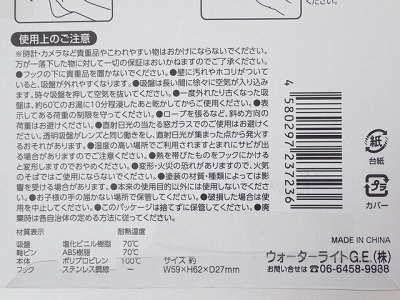 使用上のご注意
※時計・カメラなど貴重品やこわれやすい物はおかけにならないでください。
万が一落下した物に対して一切の保証はおいかねますのでご了承ください。
●フックの下に貴重品を置かないでください。●壁に汚れやホコリがついてい
ると、吸盤が外れやすくなります。●吸盤は長い間に徐々に空気が入り込み
ます。時々吸盤を押して空気を抜いてください。●一度外れたり古くなった吸
盤は、約60℃のお湯に10分程浸したあと乾かしてからご使用ください。●表
示してある荷重の制限を守ってください。●ロープを張るなど、斜め方向の
荷重はお避けください。●直射日光の当たる窓ガラスでのご使用はお避けく
ださい。透明吸盤がレンズと同じ働きをし、直射日光が集まった点から発火す
るおそれがあります。●湿度の高い場所でご利用されますとまれにサビが出
る場合がありますのでご注意ください。●熱を帯びたものをフックにかける
と変形しますのでおやめください。●変形・火災の恐れがありますので、火気
のそばではご使用にならないでください。●塗装の材質・種類によっては影
響を受ける場合があります。●本来の使用目的以外には使用しないでくださ
い。●お子様の手の届かない場所で保管してください。●破損した場合は使
用を中止してください。●このパッケージは捨てずに保管してください。●廃
棄時は各自治体の定める方法に従ってください。
4 580227 237236
紙
台紙
プラ
カバー
材質表示 耐熱温度
吸盤 塩化ビニル樹脂 70℃
軸ピン ABS樹脂 70℃
本体 ポリプロピレン 100℃ サイズ 約
フック ステンレス鋼 — W59×H62×D27mm
MADE IN CHINA
ウォーターライトG.E.(株)
お問い合せは☎06-6458-9938